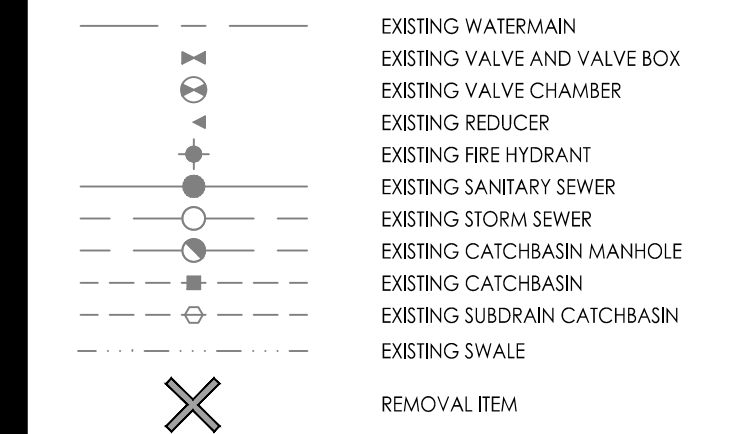 EXISTING WATERMAIN
EXISTING VALVE AND VALVE BOX
EXISTING VALVE CHAMBER
EXISTING REDUCER
EXISTING FIRE HYDRANT
EXISTING SANITARY SEWER
EXISTING STORM SEWER
EXISTING CATCHBASIN MANHOLE
EXISTING CATCHBASIN
EXISTING SUBDRAIN CATCHBASIN
EXISTING SWALE
REMOVAL ITEM